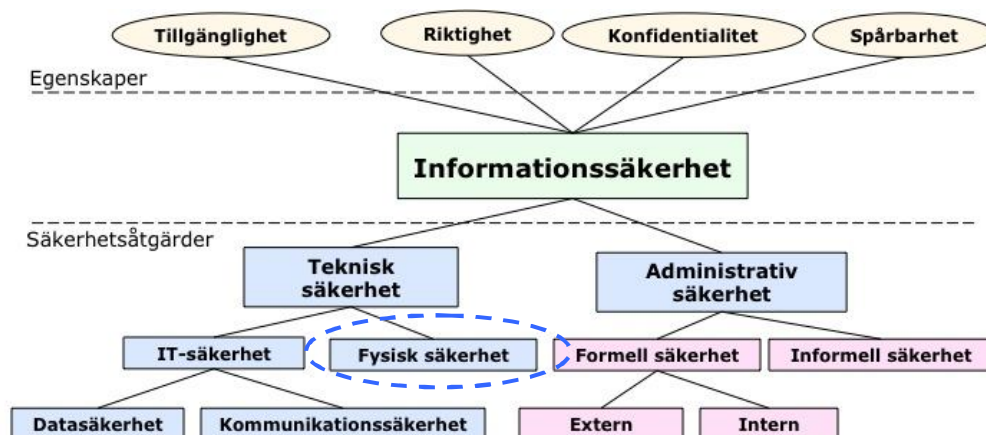 Tillgänglighet
Riktighet
Konfidentialitet
Spårbarhet
Egenskaper
Informationssäkerhet
Säkerhetsåtgärder
Teknisk
säkerhet
Administrativ
säkerhet
IT-säkerhet
Fysisk säkerhet
Formell säkerhet
Informell säkerhet
Datasäkerhet
Kommunikationssäkerhet
Extern
Intern